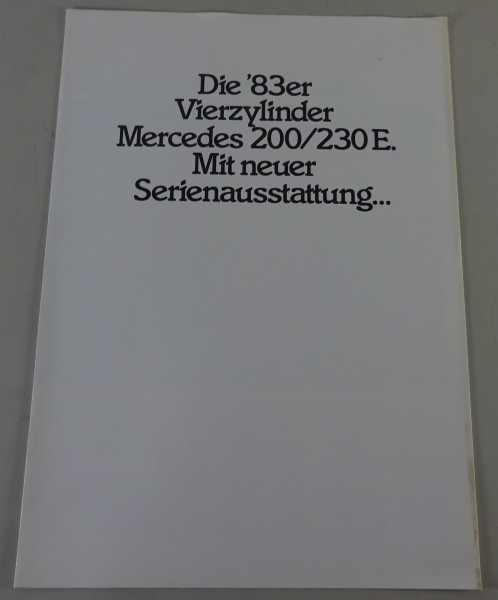 Die '83er
Vierzylinder
Mercedes 200/230 E.
Mit neuer
Serienausstattung...